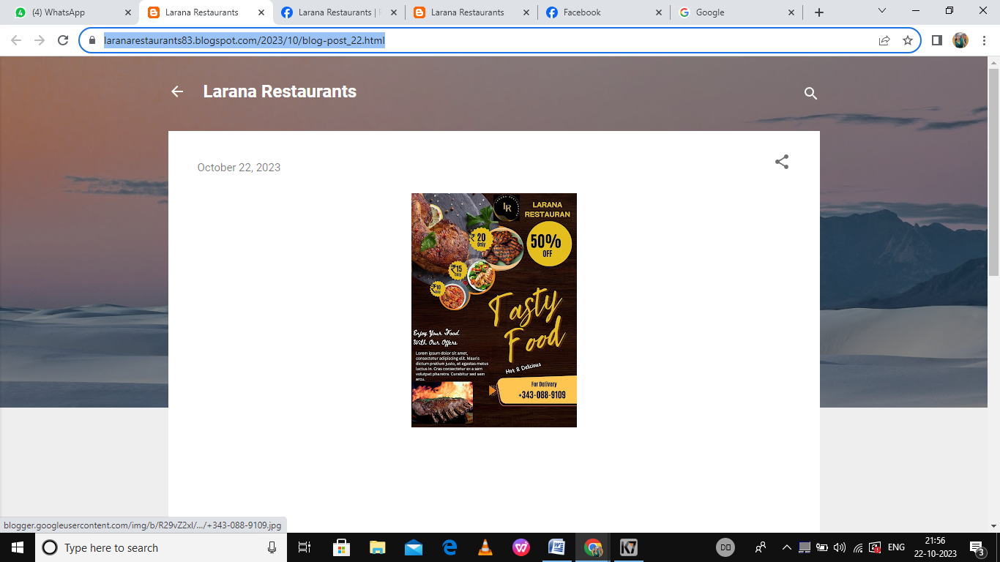 (4) WhatsApp
Larana Restaurants
Larana Restaurants |
Larana Restaurants
Facebook
Google
laranarestaurants83.blogspot.com/2023/10/blog-post_22.html
Larana Restaurants
October 22, 2023
LR
LARANA
RESTAURAN
50%
OFF
₹20
Only
₹15
Only
₹10
Only
Tasty
Food
Enjoy Your Food
With Our Offers
Lorem ipsum dolor sit amet,
consectetur adipiscing elit. Mauris
dictum pretium justo, et egestas metus
luctus in. Cras consectetur ex a sem
volutpat pharetra. Curabitur sed sem
arcu.
Hot & Delicious
For Delivery
+343-088-9109
blogger.googleusercontent.com/img/b/R29vZ2xl/.../+343-088-9109.jpg
Type here to search
ENG
21:56
22-10-2023
3